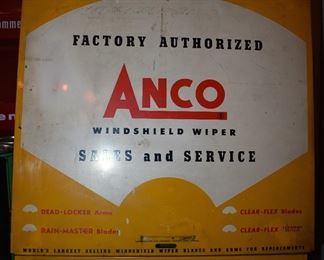 FACTORY AUTHORIZED
ANCO
WINDSHIELD WIPER
SALES and SERVICE
DEAD-LOCKER Arms
CLEAR-FLEX Blades
RAIN-MASTER Blades
CLEAR-FLEX
WORLD'S LARGEST SELLING WINDSHIELD WIPER BLADES AND ARMS FOR REPLACEMENTS